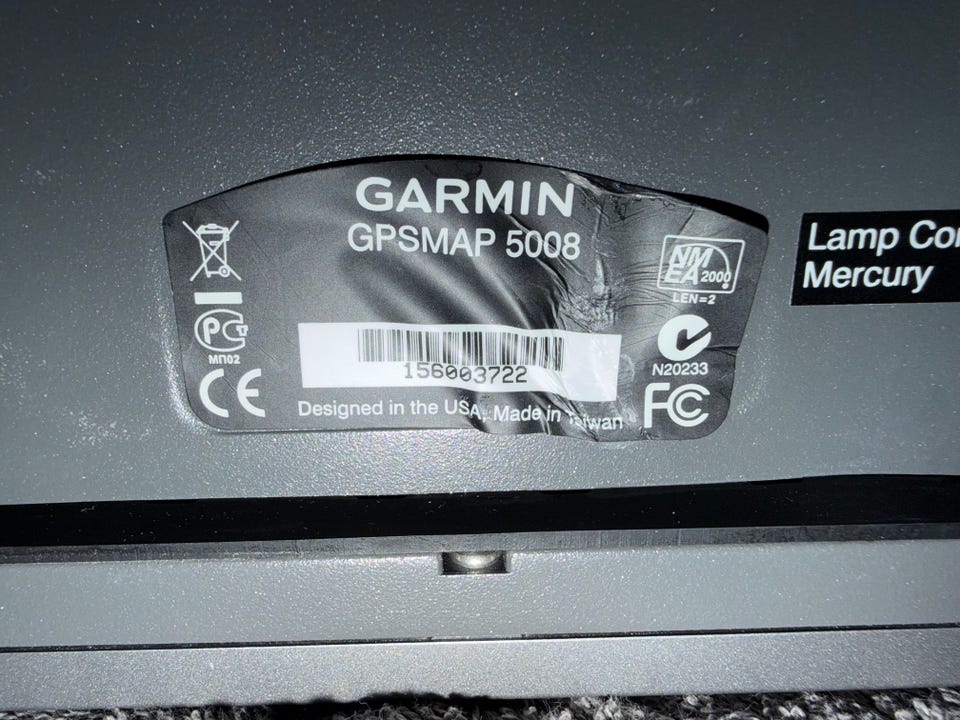 GARMIN
GPSMAP 5008
NMEA 2000
LEN=2
МП02
156003722
N20233
CE
FC
Designed in the USA, Made in Taiwan
Lamp
Mercury